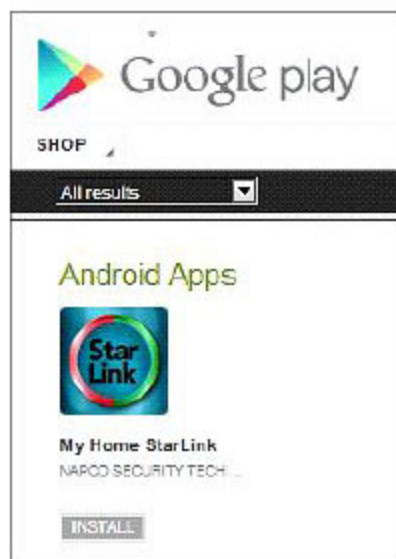 Google play
SHOP
All results
Android Apps
Star
Link
My Home StarLink
NAPCO SECURITY TECH...
INSTALL